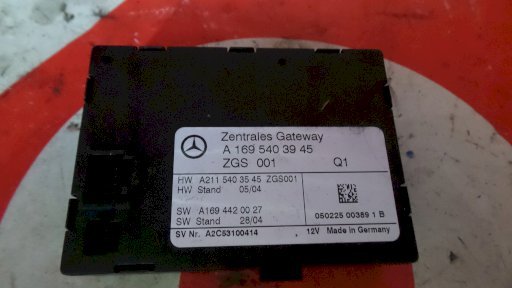 Zentrales Gateway
A 169 540 39 45
ZGS 001 Q1
HW A211 540 35 45 ZGS001
HW Stand 05/04
SW A169 442 00 27
SW Stand 28/04
050225 00389 1 B
SV Nr. A2C53100414 12V Made in Germany